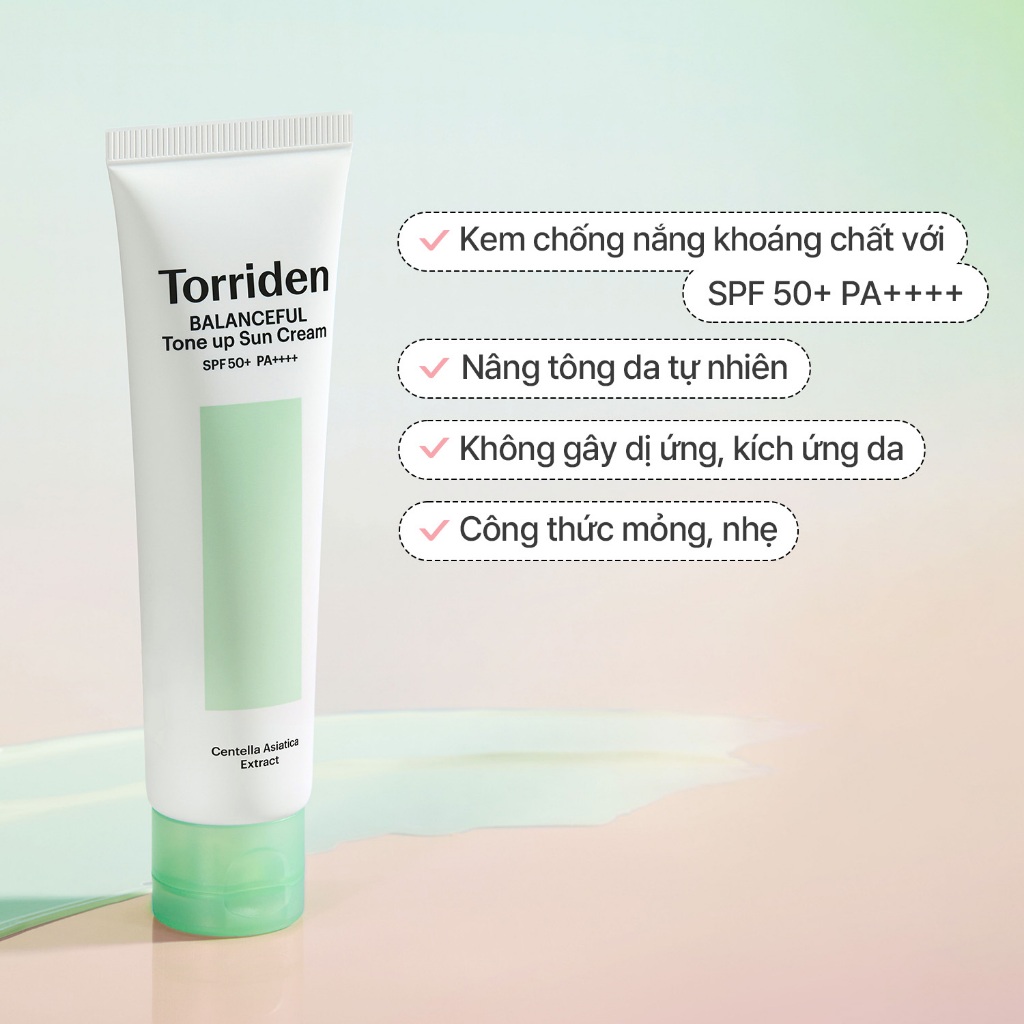 Torriden
BALANCEFUL
Tone up Sun Cream
SPF 50+ PA++++
Centella Asiatica
Extract
Kem chống nắng khoáng chất với
SPF 50+ PA++++
Nâng tông da tự nhiên
Không gây dị ứng, kích ứng da
Công thức mỏng, nhẹ